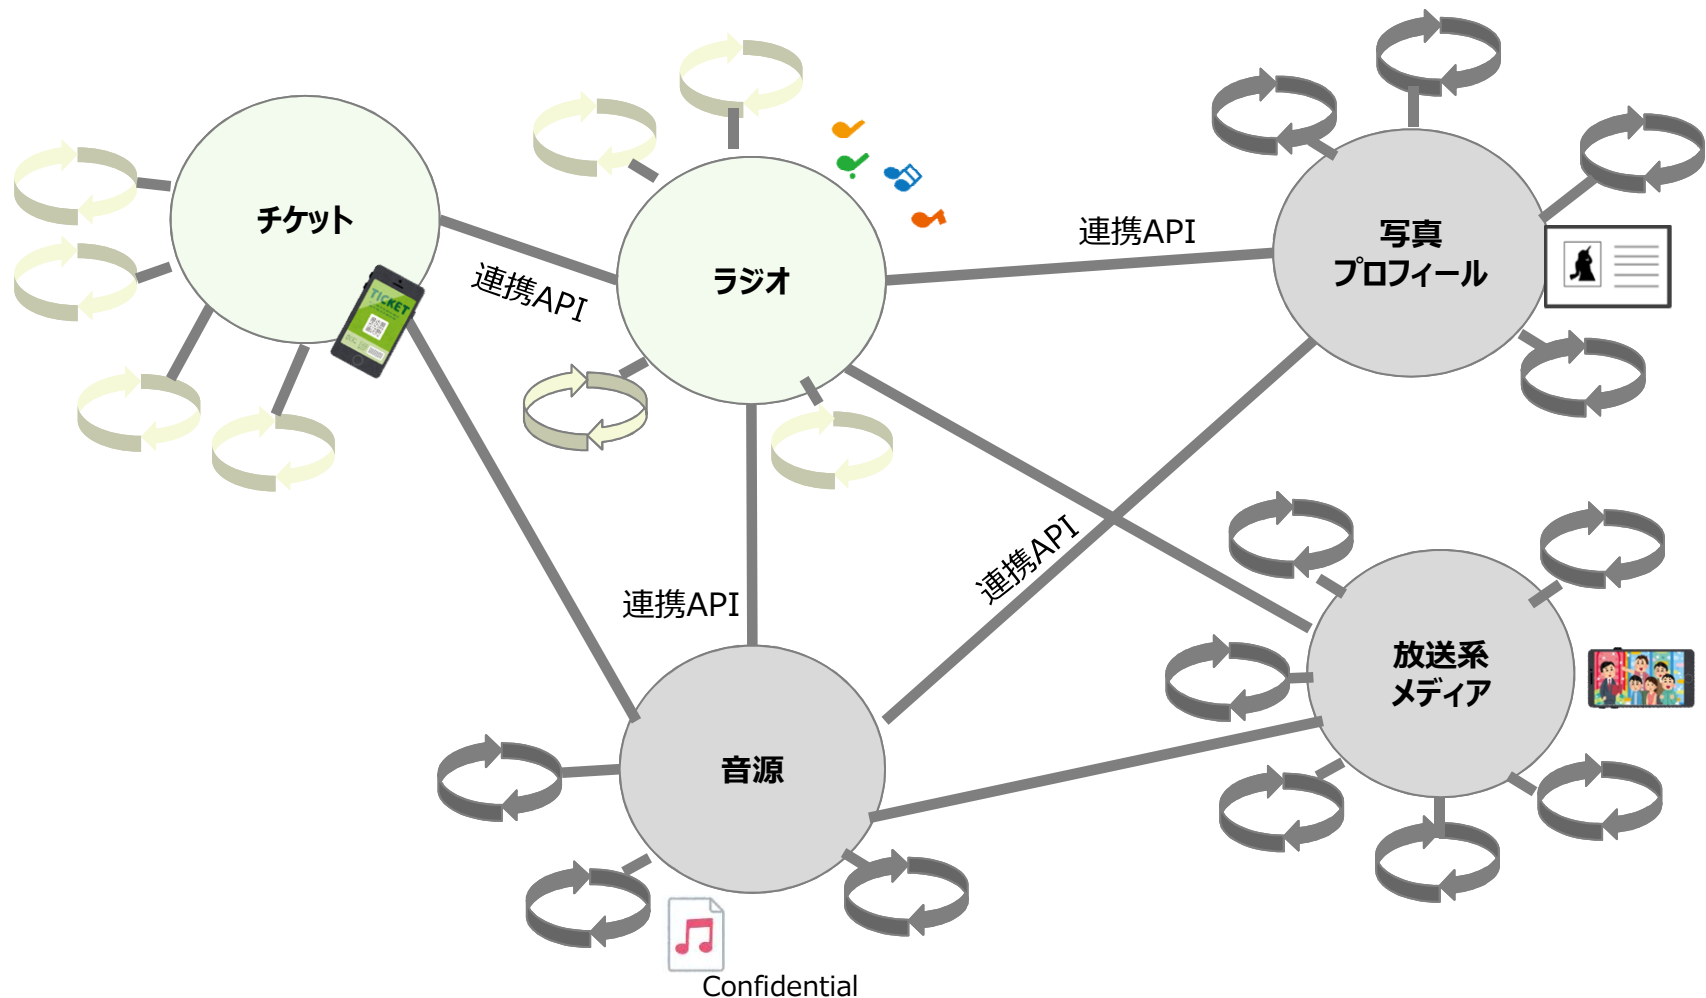 チケット
TICKET
連携API
ラジオ
連携API
写真
プロフィール
連携API
連携API
放送系
メディア
音源
Confidential